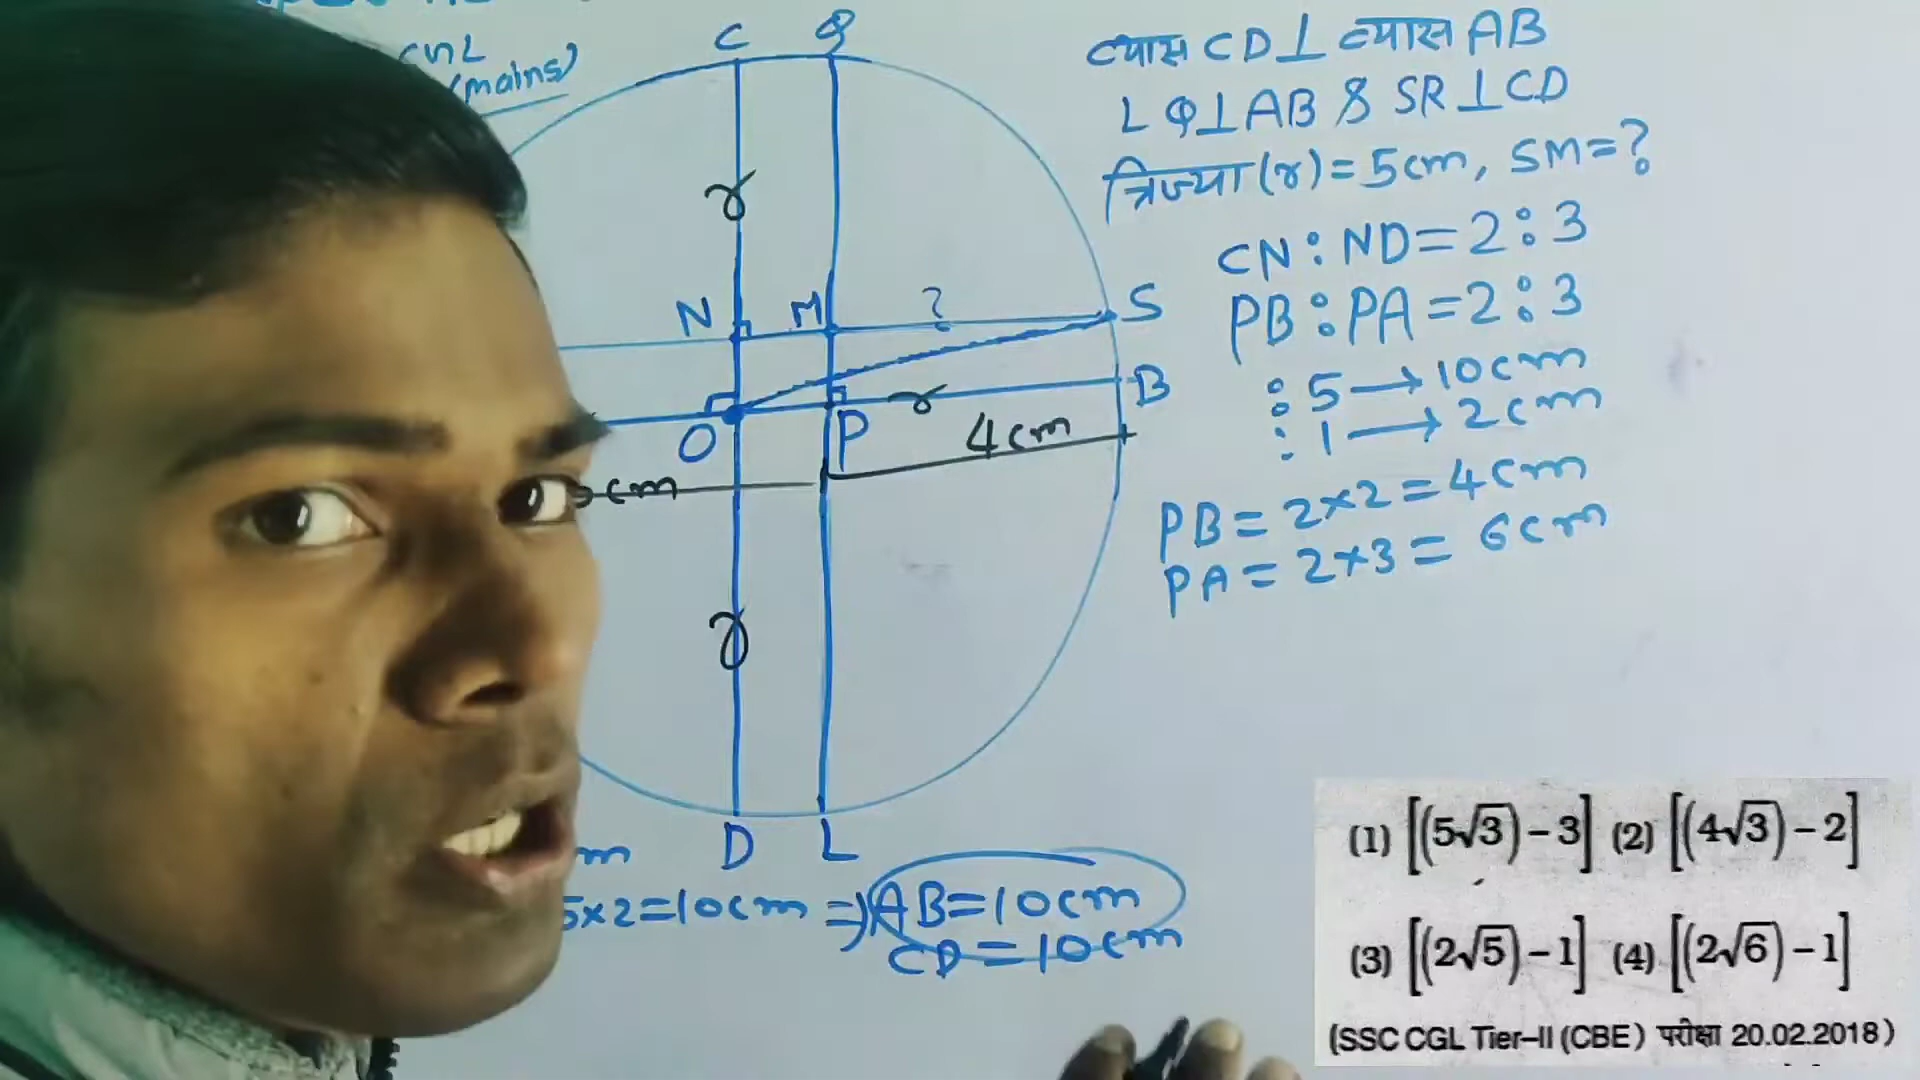 (mains)
C Q
व्यास CD⊥ व्यास AB
LQ⊥AB & SR⊥CD
त्रिज्या(r)=5cm, SM=?
CN:ND=2:3
PB:PA=2:3
:5→10cm
:1→2cm
PB=2×2=4cm
PA=2×3=6cm
r
N M ? S
O P r B
4cm
cm
r
D L
m
5×2=10cm ⇒ AB=10cm
CD=10cm
(1) [(5√3)-3] (2) [(4√3)-2]
(3) [(2√5)-1] (4) [(2√6)-1]
(SSC CGL Tier-II (CBE) परीक्षा 20.02.2018)